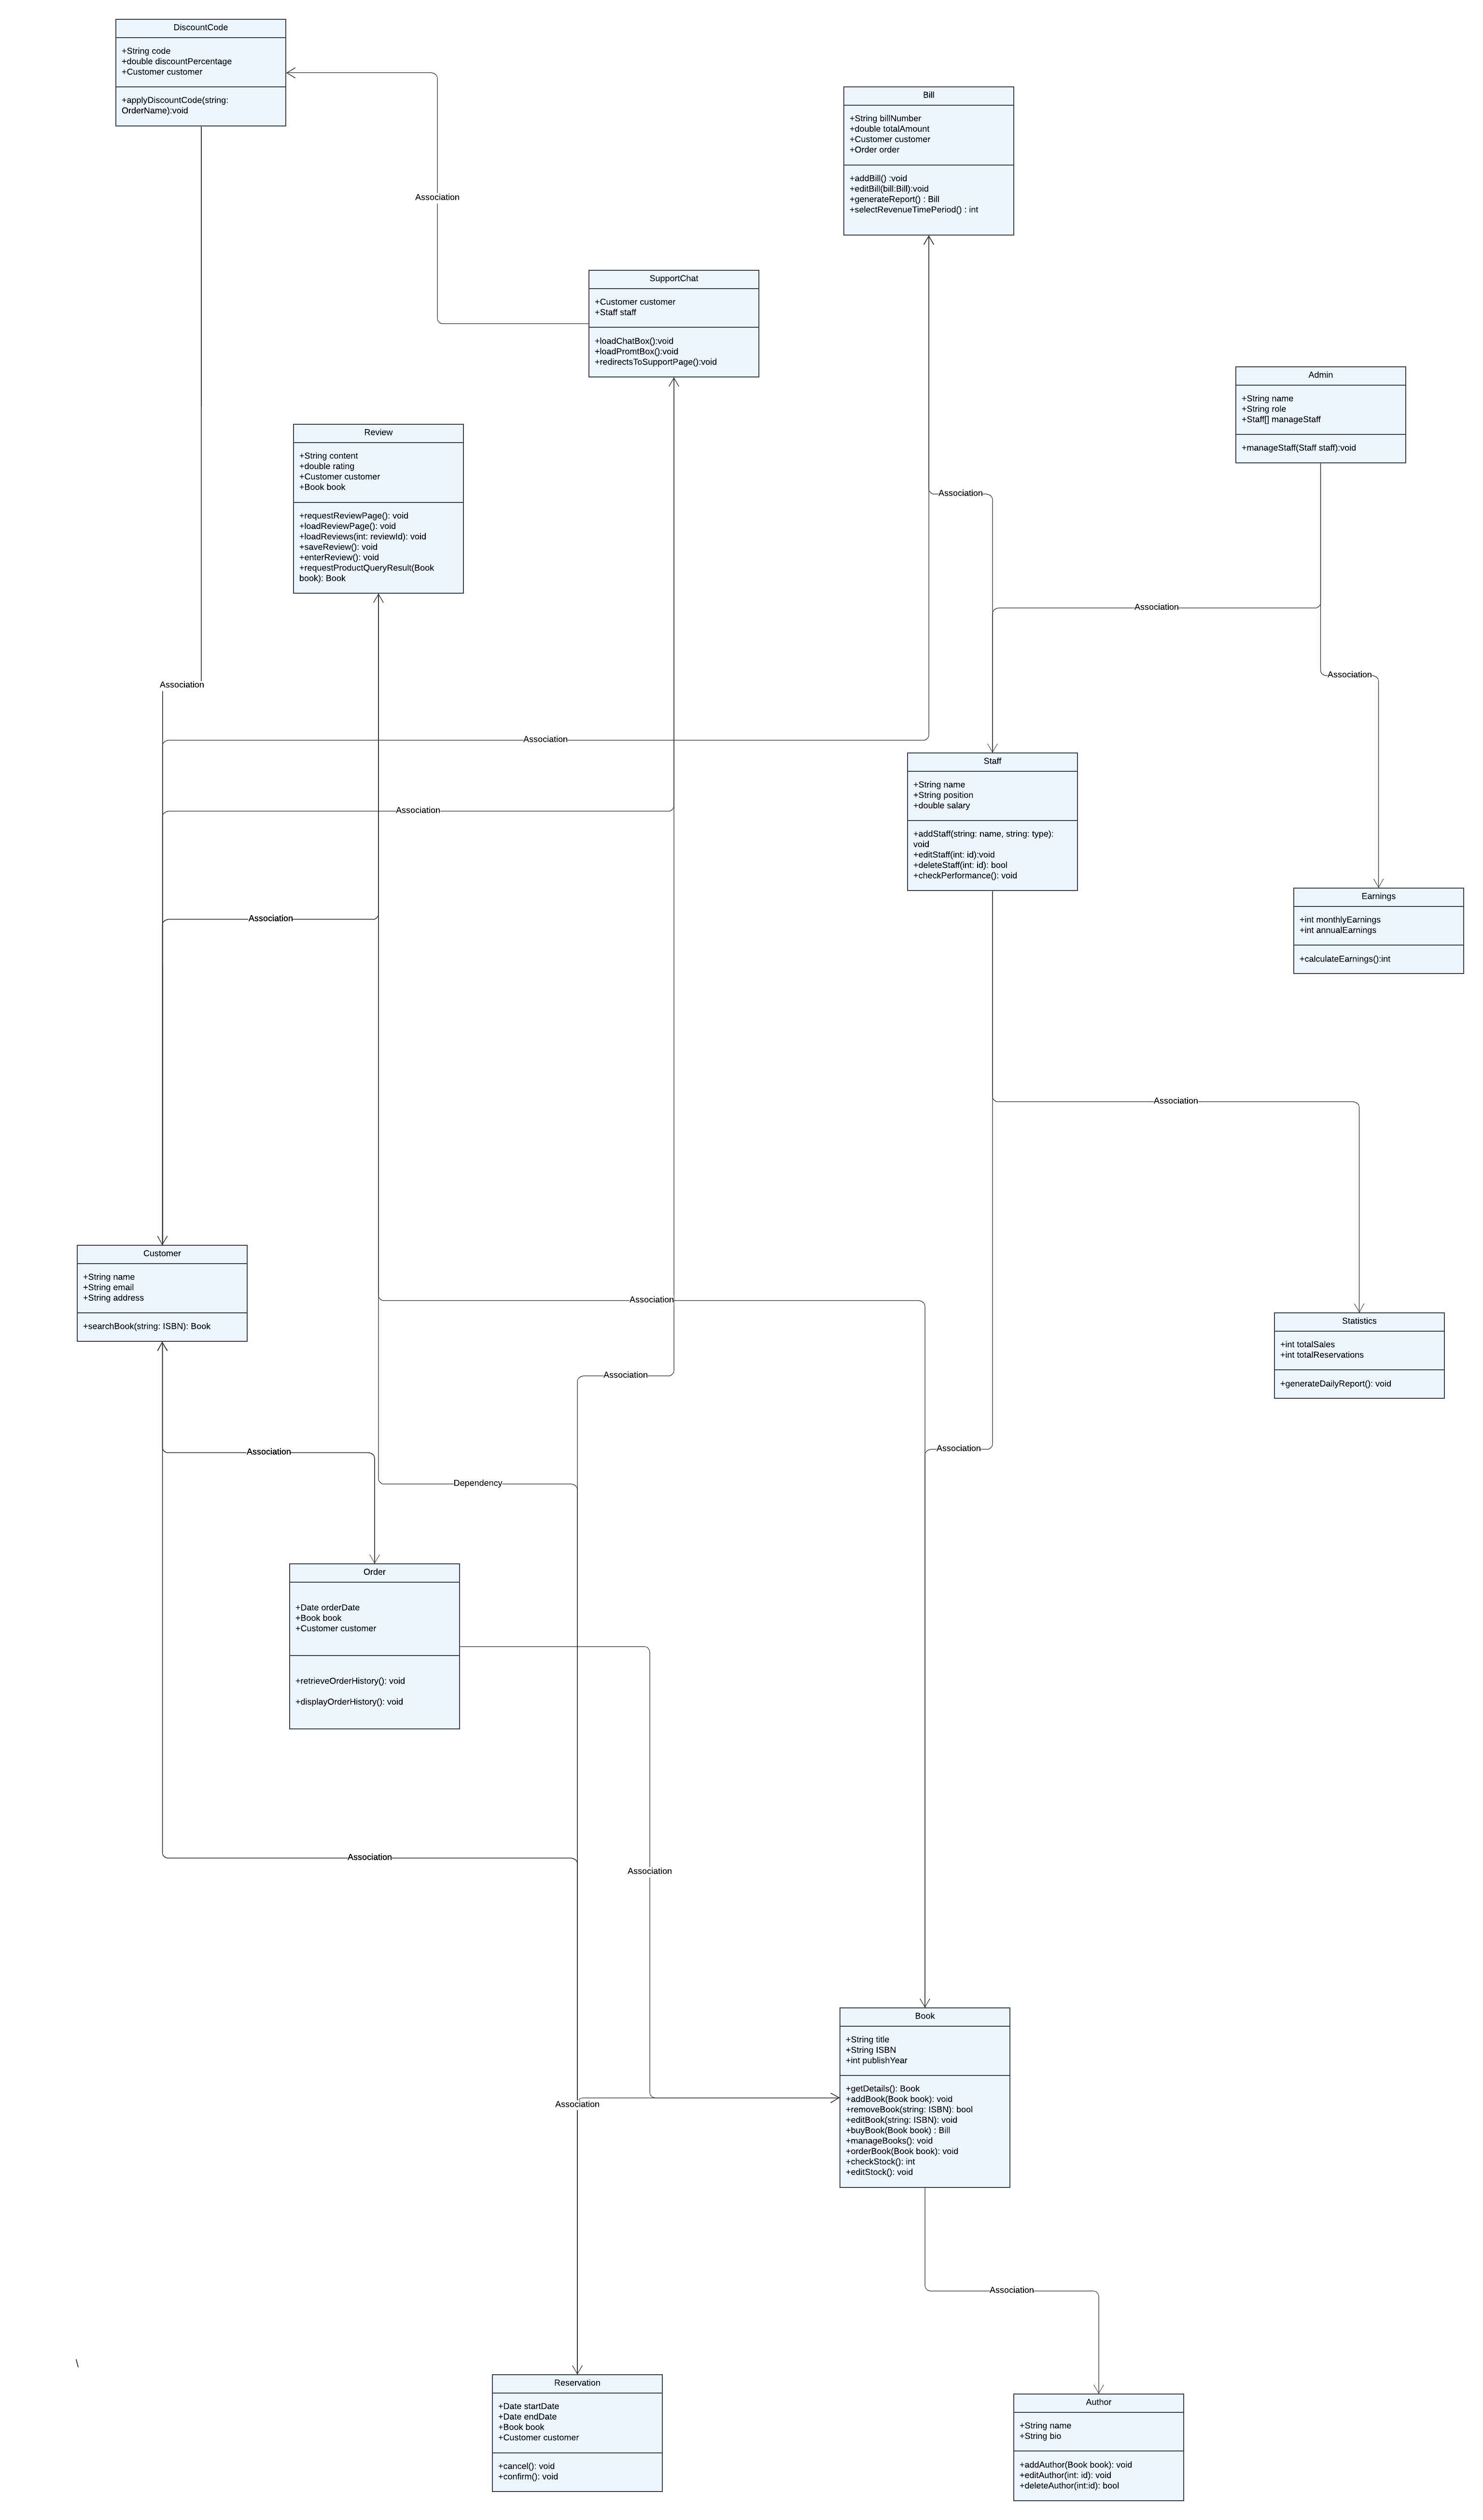 DiscountCode
+String code
+double discountPercentage
+Customer customer
+applyDiscountCode(string:
OrderName):void
Bill
+String billNumber
+double totalAmount
+Customer customer
+Order order
+addBill() :void
+editBill(bill:Bill):void
+generateReport() : Bill
+selectRevenueTimePeriod() : int
Association
SupportChat
+Customer customer
+Staff staff
+loadChatBox():void
+loadPromtBox():void
+redirectsToSupportPage():void
Admin
+String name
+String role
+Staff[] manageStaff
+manageStaff(Staff staff):void
Review
+String content
+double rating
+Customer customer
+Book book
+requestReviewPage(): void
+loadReviewPage(): void
+loadReviews(int: reviewId): void
+saveReview(): void
+enterReview(): void
+requestProductQueryResult(Book
book): Book
Association
Association
Association
Association
Association
Staff
+String name
+String position
+double salary
+addStaff(string: name, string: type):
void
+editStaff(int: id):void
+deleteStaff(int: id): bool
+checkPerformance(): void
Association
Earnings
+int monthlyEarnings
+int annualEarnings
+calculateEarnings():int
Association
Association
Customer
+String name
+String email
+String address
+searchBook(string: ISBN): Book
Association
Statistics
+int totalSales
+int totalReservations
+generateDailyReport(): void
Association
Association
Association
Dependency
Order
+Date orderDate
+Book book
+Customer customer
+retrieveOrderHistory(): void
+displayOrderHistory(): void
Association
Association
Book
+String title
+String ISBN
+int publishYear
+getDetails(): Book
+addBook(Book book): void
+removeBook(string: ISBN): bool
+editBook(string: ISBN): void
+buyBook(Book book) : Bill
+manageBooks(): void
+orderBook(Book book): void
+checkStock(): int
+editStock(): void
Association
Association
\
Reservation
+Date startDate
+Date endDate
+Book book
+Customer customer
+cancel(): void
+confirm(): void
Author
+String name
+String bio
+addAuthor(Book book): void
+editAuthor(int: id): void
+deleteAuthor(int:id): bool